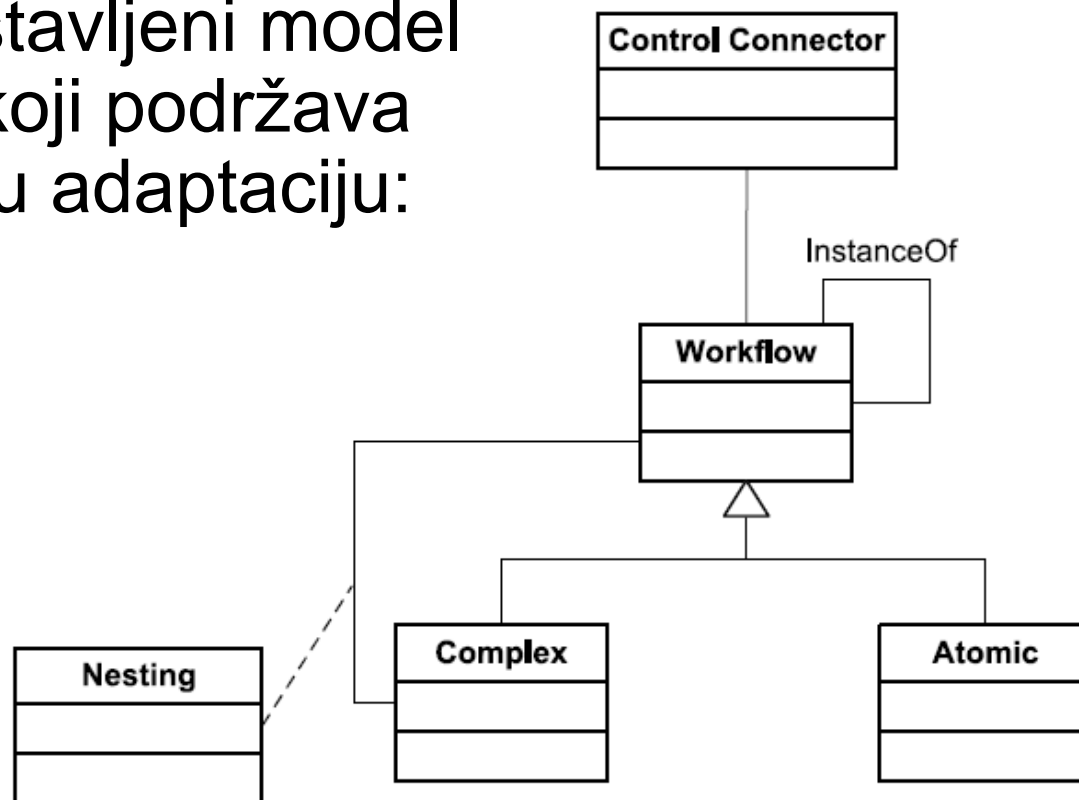 stavljeni model
koji podržava
u adaptaciju:
Control Connector
InstanceOf
Workflow
Complex
Atomic
Nesting